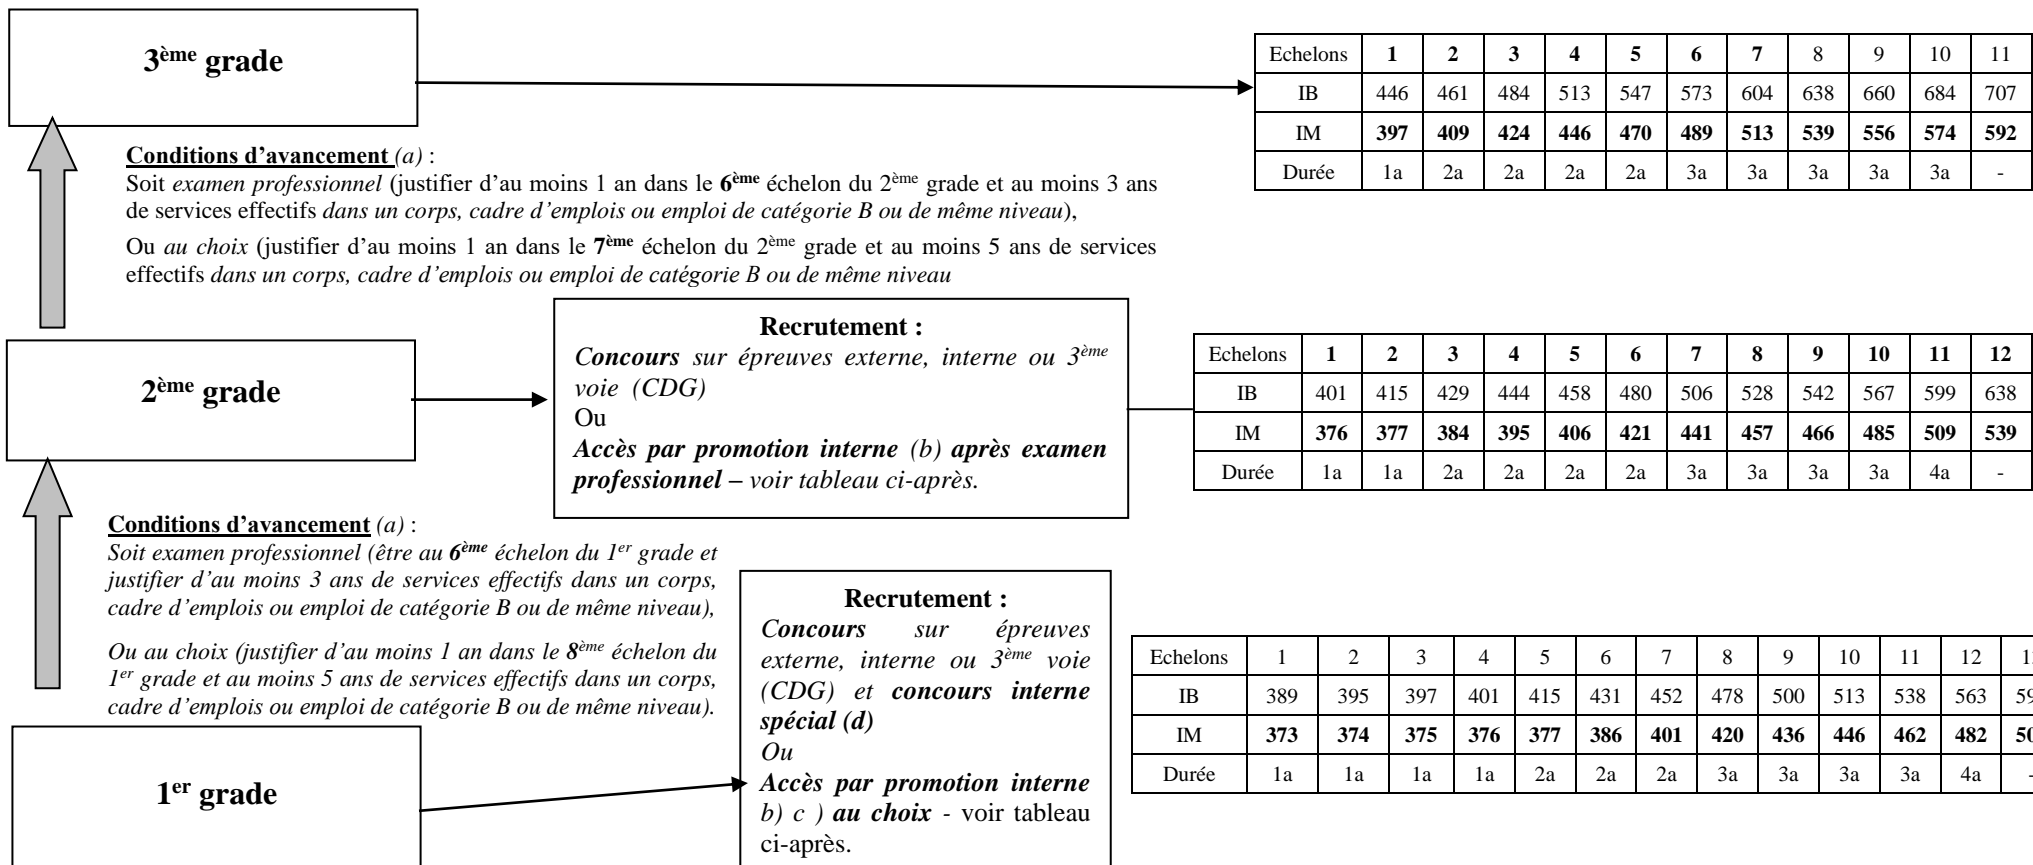 3ème grade
Echelons 1 2 3 4 5 6 7 8 9 10 11
IB 446 461 484 513 547 573 604 638 660 684 707
IM 397 409 424 446 470 489 513 539 556 574 592
Durée 1a 2a 2a 2a 2a 3a 3a 3a 3a 3a -
Conditions d’avancement (a) :
Soit examen professionnel (justifier d’au moins 1 an dans le 6ème échelon du 2ème grade et au moins 3 ans
de services effectifs dans un corps, cadre d’emplois ou emploi de catégorie B ou de même niveau),
Ou au choix (justifier d’au moins 1 an dans le 7ème échelon du 2ème grade et au moins 5 ans de services
effectifs dans un corps, cadre d’emplois ou emploi de catégorie B ou de même niveau
2ème grade
Recrutement :
Concours sur épreuves externe, interne ou 3ème
voie (CDG)
Ou
Accès par promotion interne (b) après examen
professionnel – voir tableau ci-après.
Echelons 1 2 3 4 5 6 7 8 9 10 11 12
IB 401 415 429 444 458 480 506 528 542 567 599 638
IM 376 377 384 395 406 421 441 457 466 485 509 539
Durée 1a 1a 2a 2a 2a 2a 3a 3a 3a 3a 4a -
Conditions d’avancement (a) :
Soit examen professionnel (être au 6ème échelon du 1er grade et
justifier d’au moins 3 ans de services effectifs dans un corps,
cadre d’emplois ou emploi de catégorie B ou de même niveau),
Ou au choix (justifier d’au moins 1 an dans le 8ème échelon du
1er grade et au moins 5 ans de services effectifs dans un corps,
cadre d’emplois ou emploi de catégorie B ou de même niveau).
1er grade
Recrutement :
Concours sur épreuves
externe, interne ou 3ème voie
(CDG) et concours interne
spécial (d)
Ou
Accès par promotion interne
b) c ) au choix - voir tableau
ci-après.
Echelons 1 2 3 4 5 6 7 8 9 10 11 12
IB 389 395 397 401 415 431 452 478 500 513 538 563
IM 373 374 375 376 377 386 401 420 436 446 462 482
Durée 1a 1a 1a 1a 2a 2a 2a 3a 3a 3a 3a 4a -